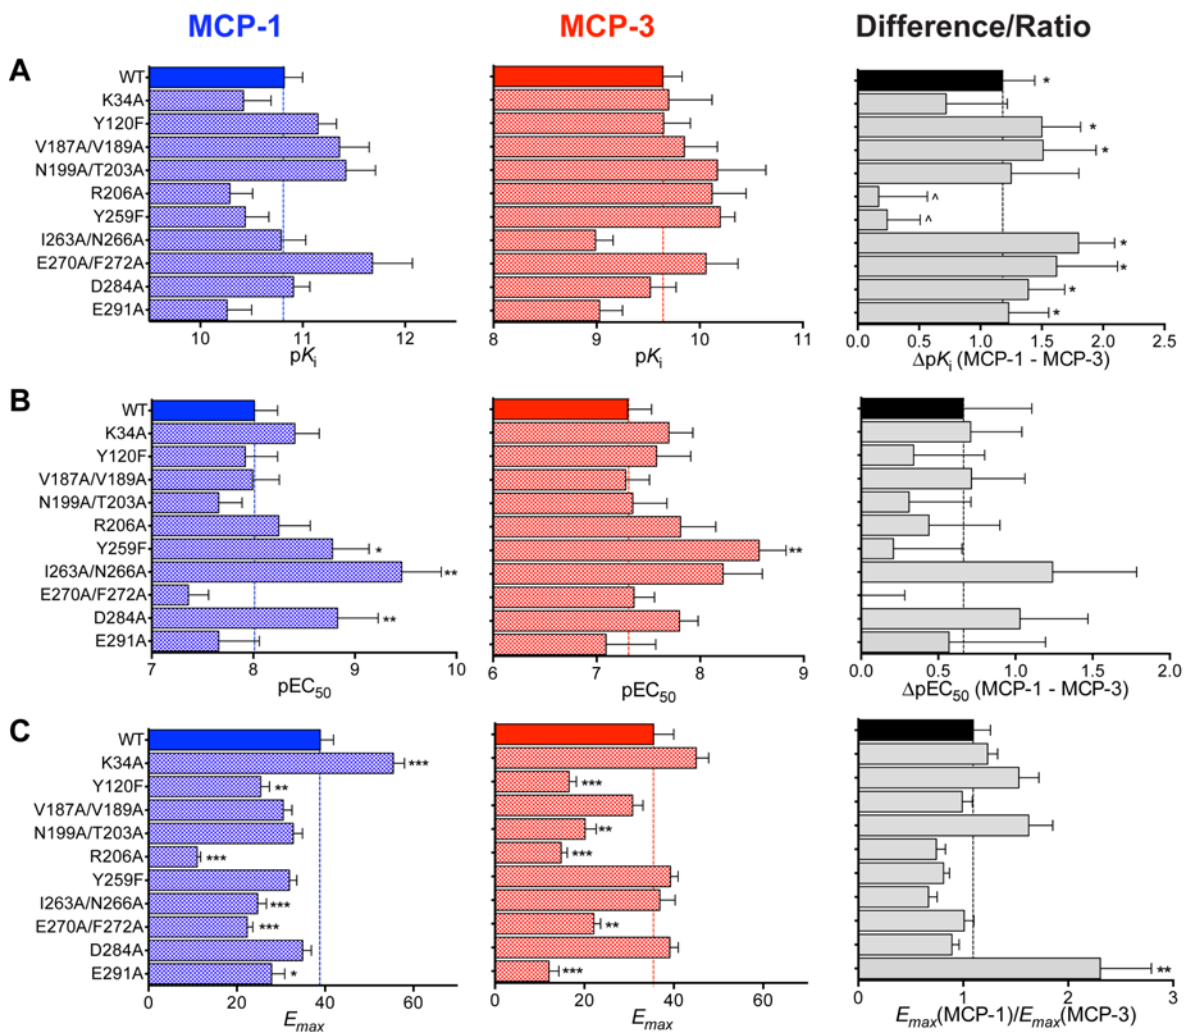 MCP-1 MCP-3 Difference/Ratio
A
WT
K34A
Y120F
V187A/V189A
N199A/T203A
R206A
Y259F
I263A/N266A
E270A/F272A
D284A
E291A
10 11 12
pKi
8 9 10 11
pKi
*
*
*
^
^
*
*
*
*
0.0 0.5 1.0 1.5 2.0 2.5
ΔpKi (MCP-1 - MCP-3)
B
WT
K34A
Y120F
V187A/V189A
N199A/T203A
R206A
Y259F *
I263A/N266A **
E270A/F272A
D284A **
E291A
7 8 9 10
pEC50
**
6 7 8 9
pEC50
0.0 0.5 1.0 1.5 2.0
ΔpEC50 (MCP-1 - MCP-3)
C
WT
K34A ***
Y120F **
V187A/V189A
N199A/T203A
R206A ***
Y259F
I263A/N266A ***
E270A/F272A ***
D284A
E291A *
0 20 40 60
Emax
***
**
***
**
***
0 20 40 60
Emax
**
0 1 2 3
Emax(MCP-1)/Emax(MCP-3)